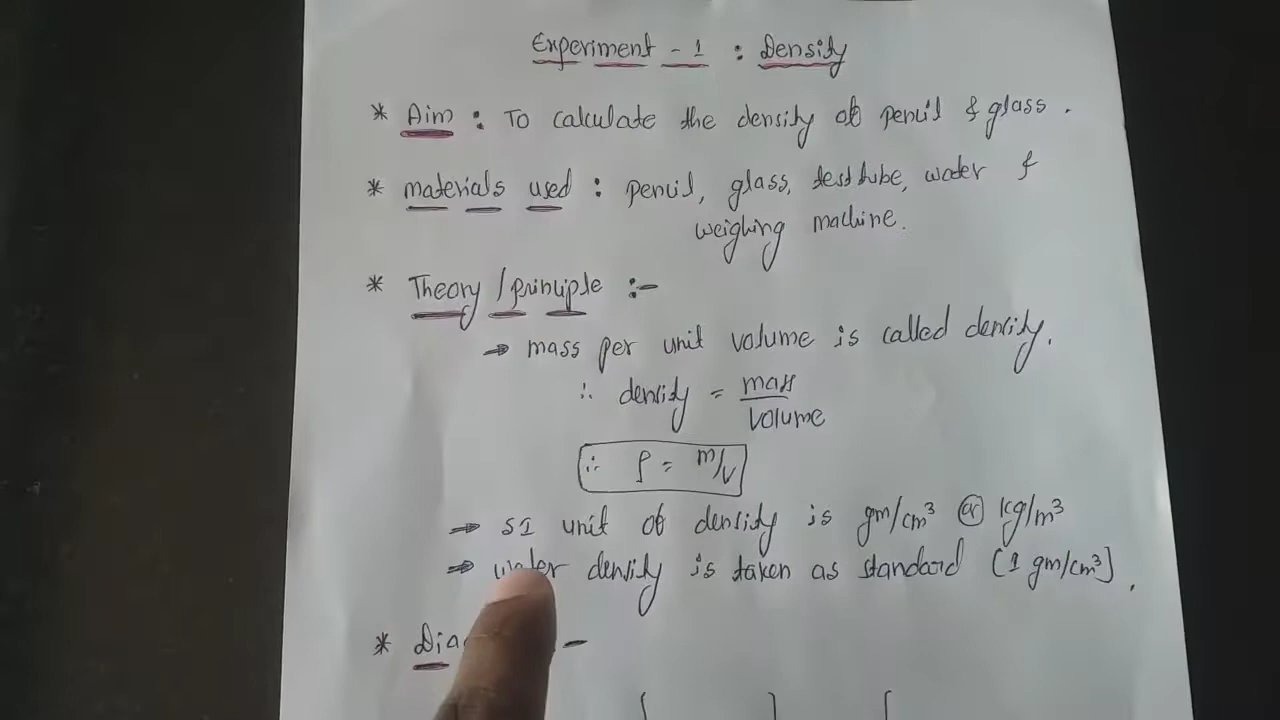 Experiment - 1 : Density
* Aim : To calculate the density of pencil & glass.
* materials used : pencil, glass, test tube, water &
weighing machine.
* Theory / principle :-
→ mass per unit volume is called density.
∴ density = mass
volume
∴ ρ = m/v
→ SI unit of density is gm/cm³ (or) kg/m³
→ water density is taken as standard (1 gm/cm³).
* Dia -